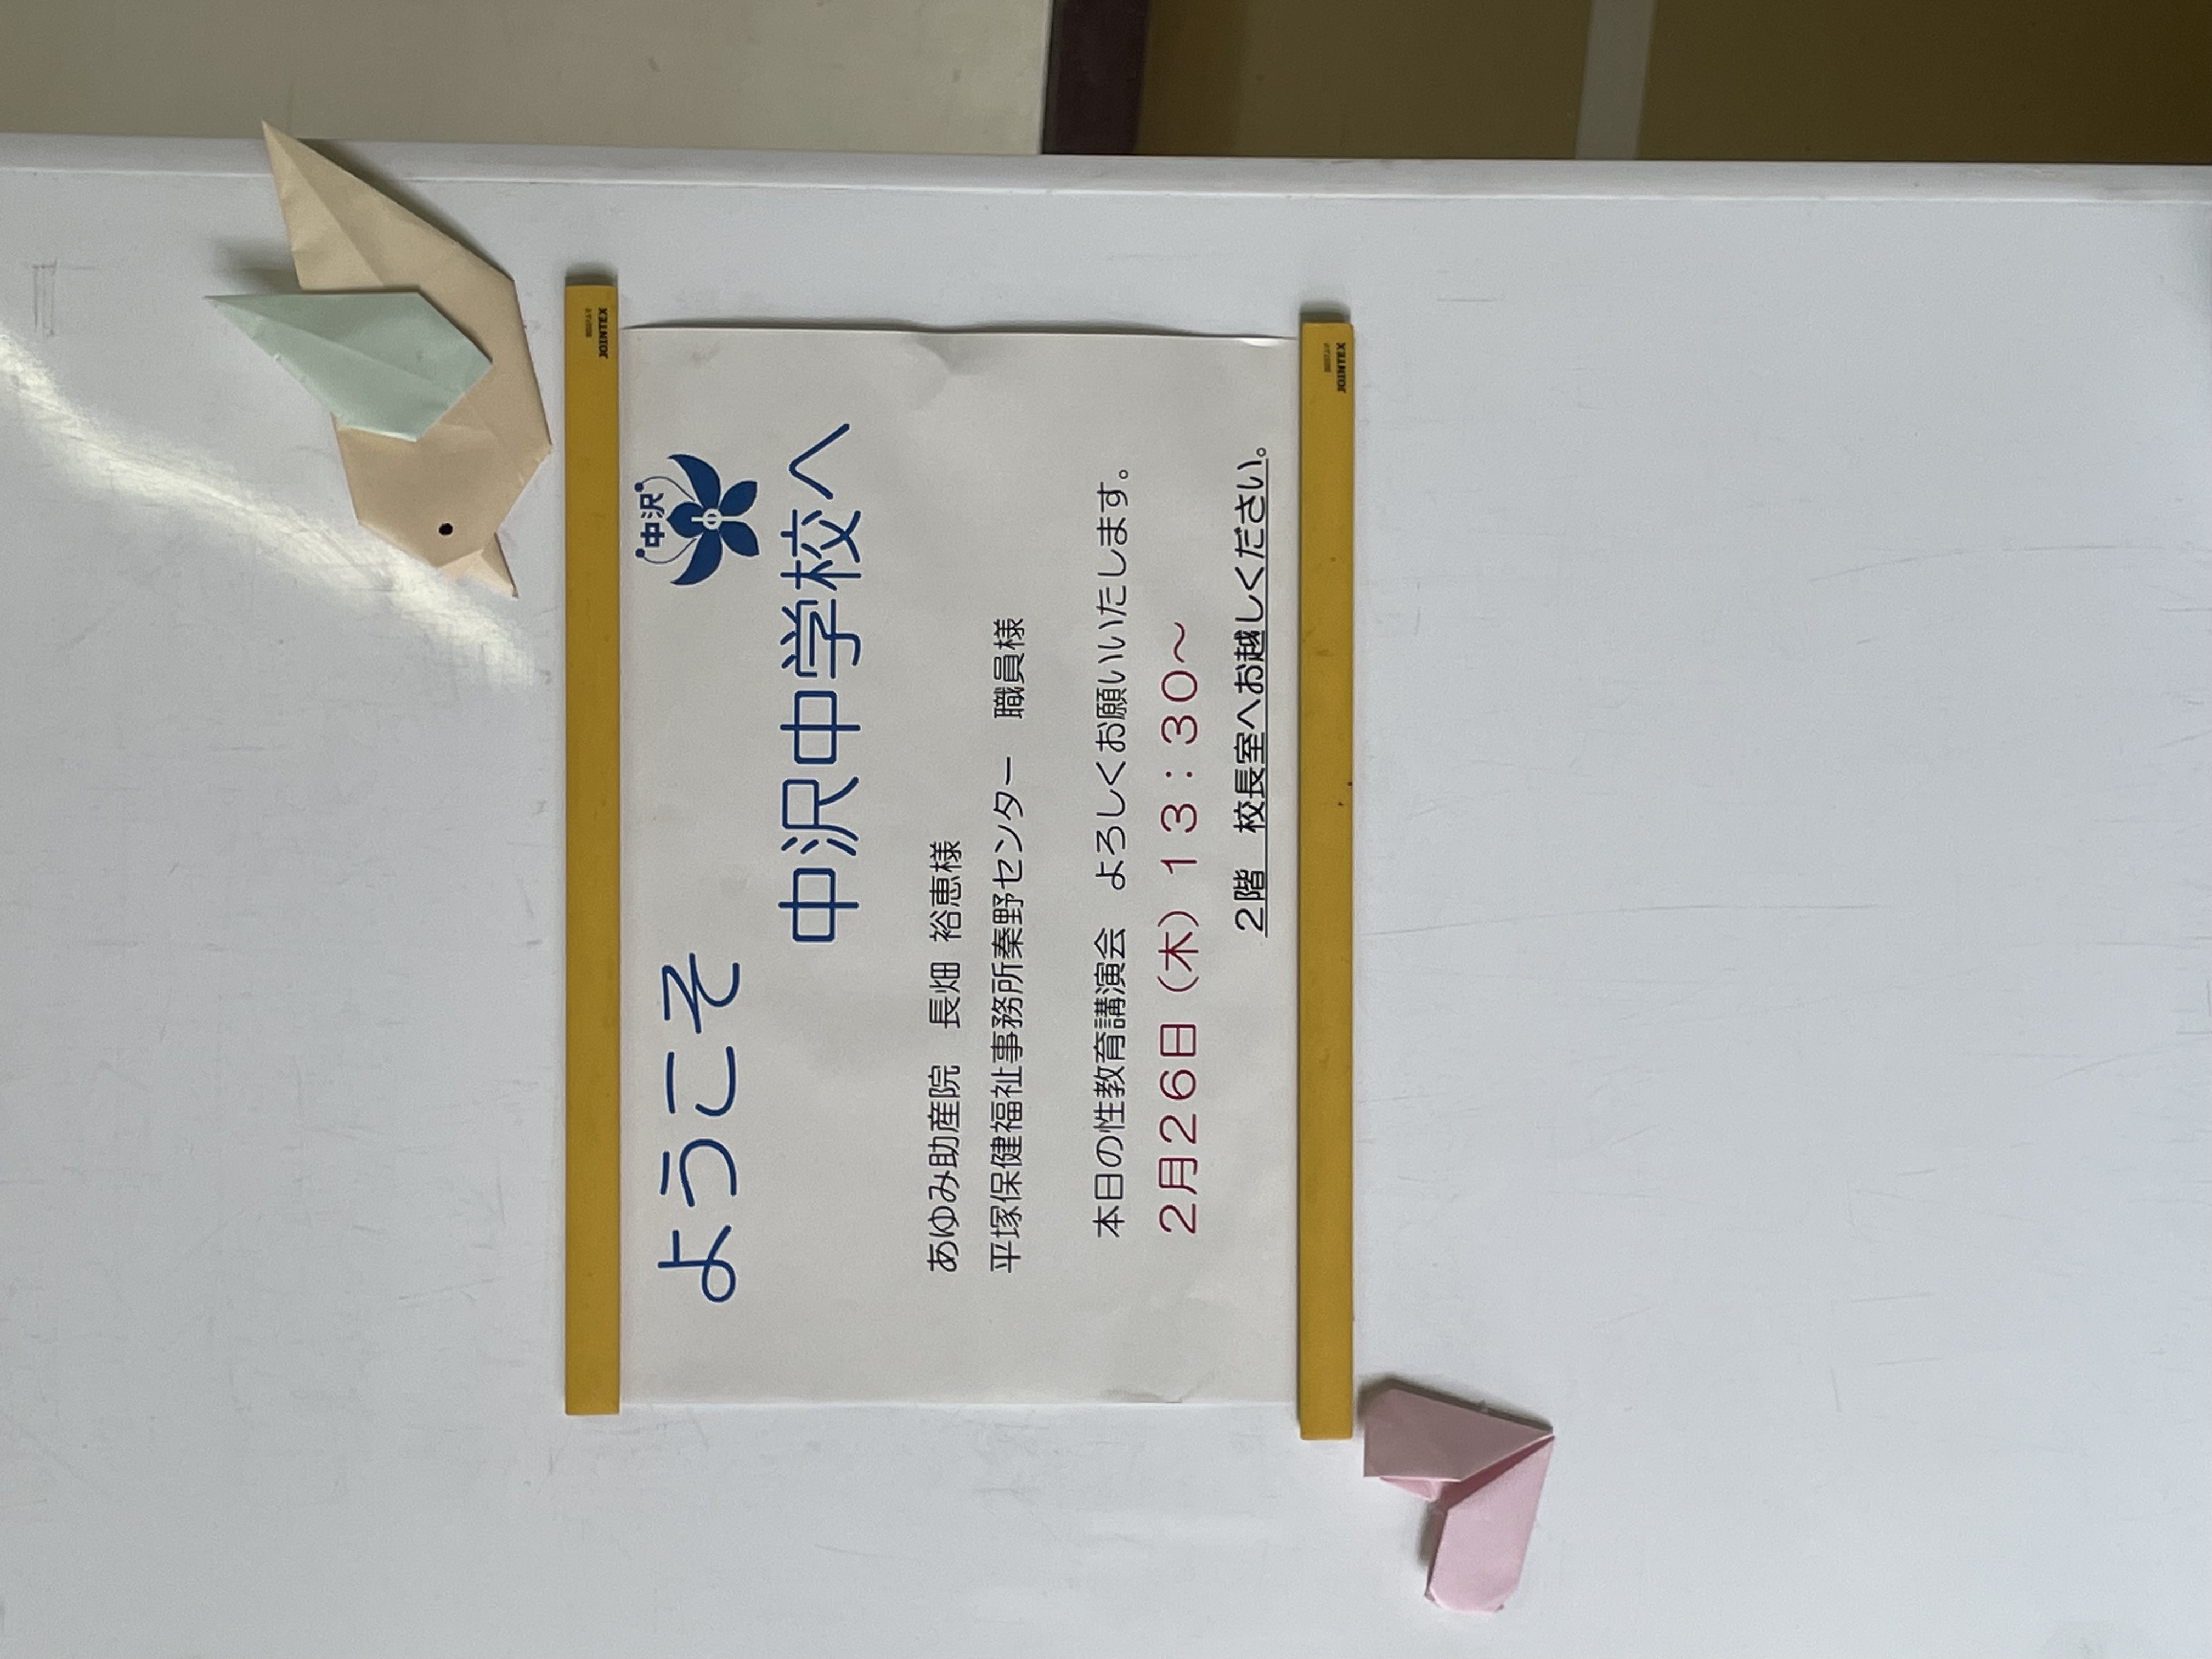 ようこそ
中沢
中沢中学校へ
あゆみ助産院　長畑 裕恵様
平塚保健福祉事務所秦野センター　職員様
本日の性教育講演会　よろしくお願いいたします。
２月２６日（木）１３：３０～
２階　校長室へお越しください。
JOINTEX
JOINTEX